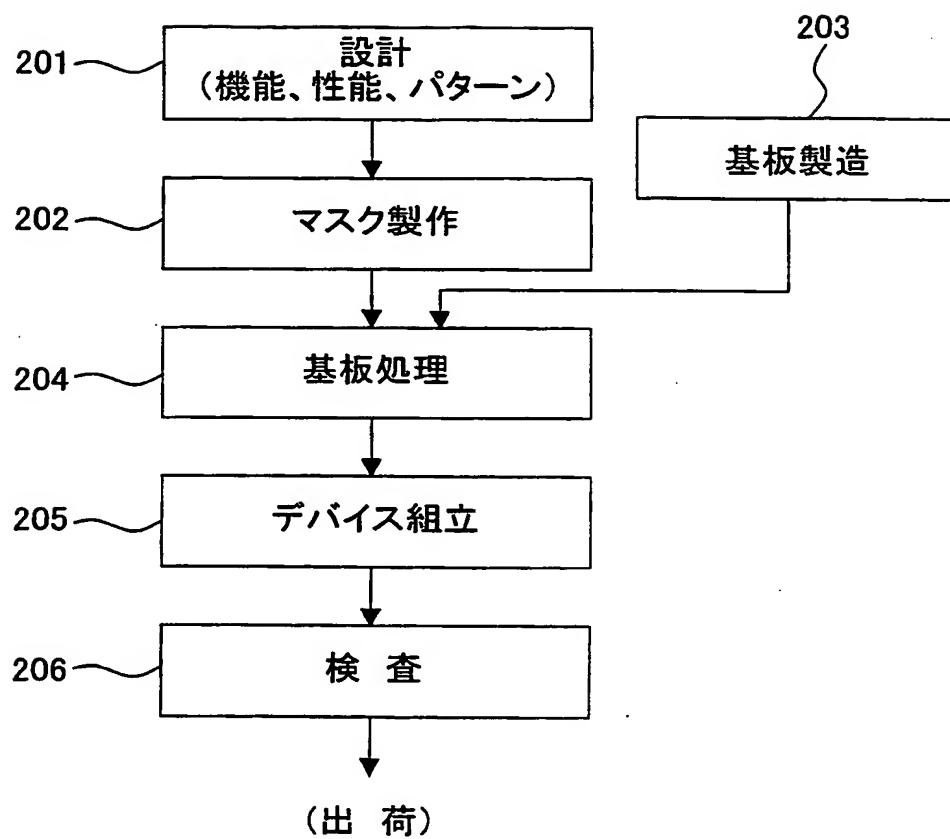 201
設計
(機能、性能、パターン)
203
基板製造
202
マスク製作
204
基板処理
205
デバイス組立
206
検 査
(出 荷)